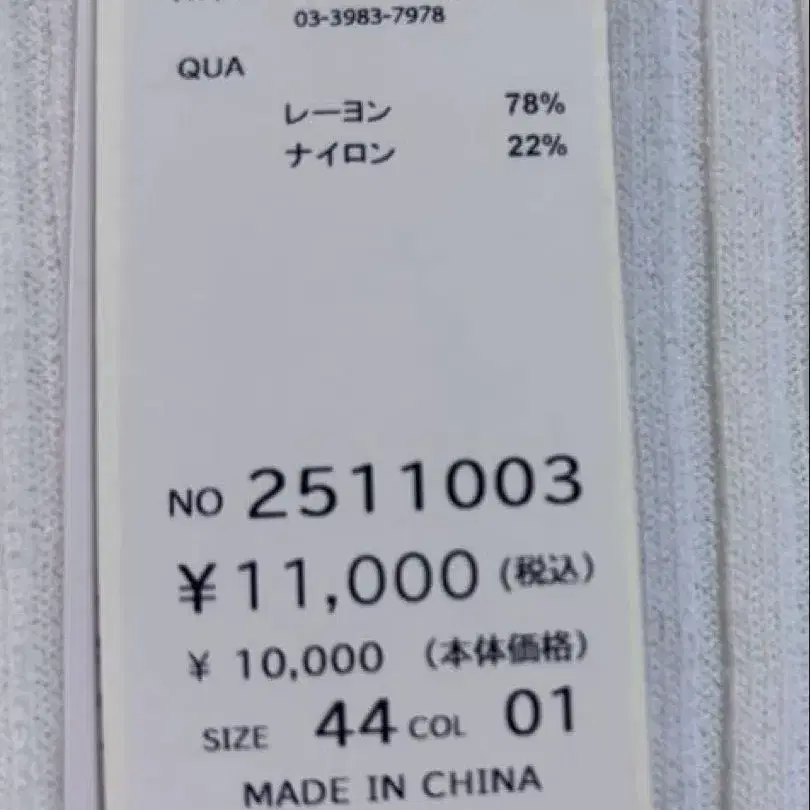 03-3983-7978
QUA
レーヨン 78%
ナイロン 22%
NO 2511003
¥11,000 (税込)
¥ 10,000 (本体価格)
SIZE 44 COL 01
MADE IN CHINA